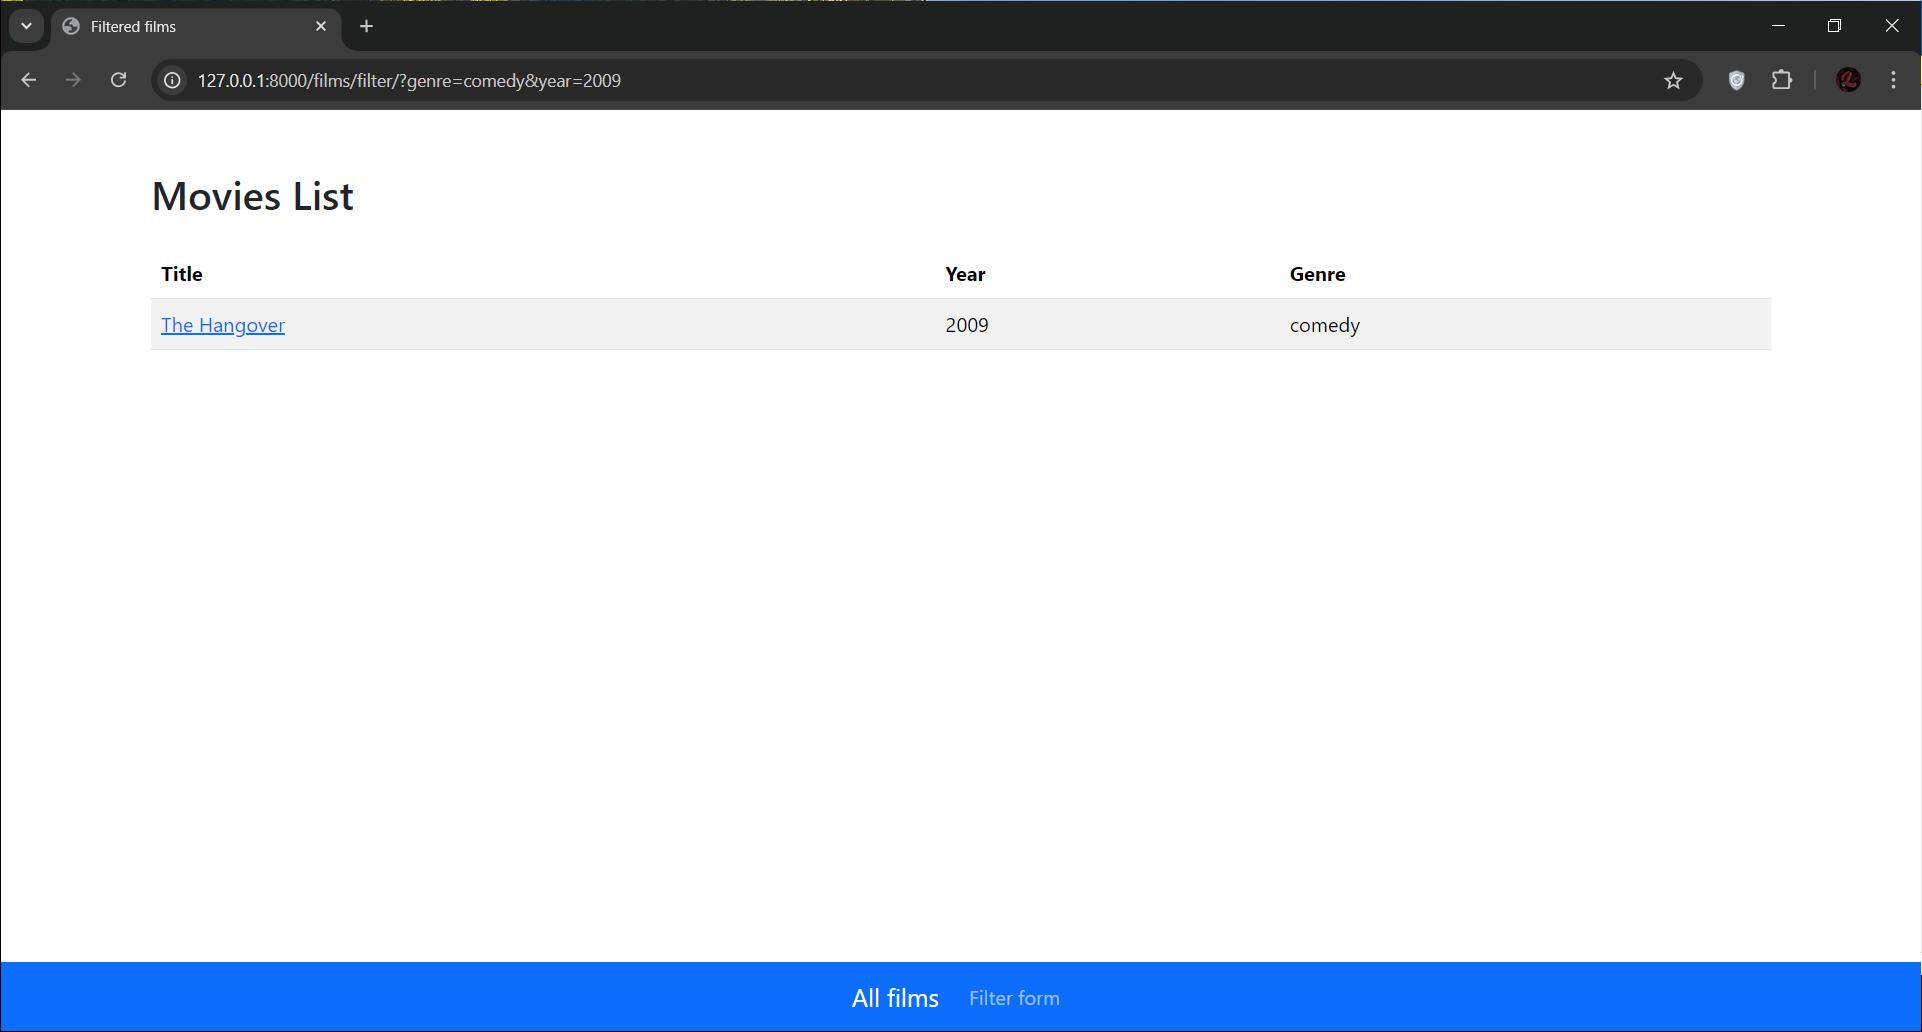 Filtered films
127.0.0.1:8000/films/filter/?genre=comedy&year=2009
Movies List
Title Year Genre
The Hangover 2009 comedy
All films Filter form